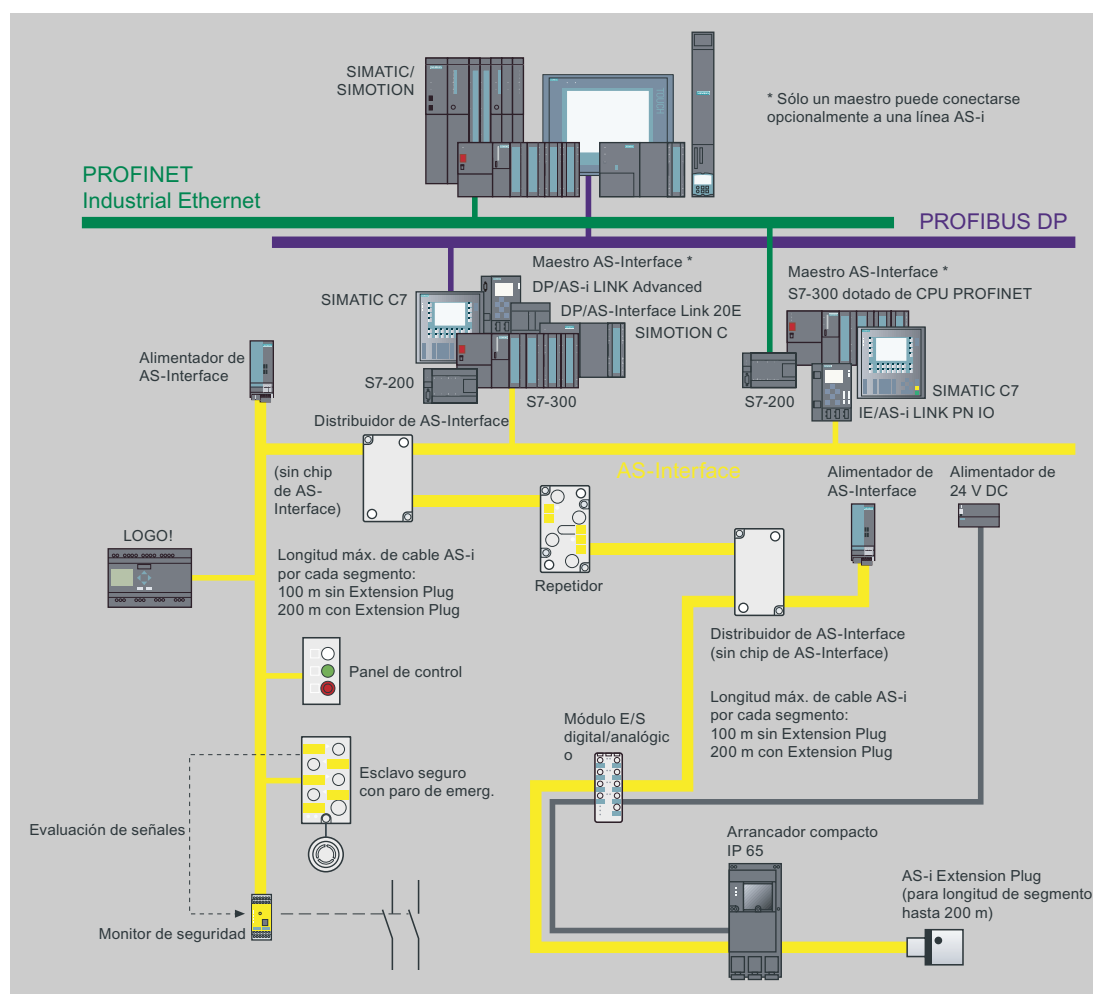 SIMATIC/
SIMOTION
TOUCH
* Sólo un maestro puede conectarse
opcionalmente a una línea AS-i
PROFINET
Industrial Ethernet
PROFIBUS DP
Maestro AS-Interface *
DP/AS-i LINK Advanced
DP/AS-Interface Link 20E
SIMOTION C
SIMATIC C7
S7-200
S7-300
Maestro AS-Interface *
S7-300 dotado de CPU PROFINET
SIMATIC C7
S7-200
IE/AS-i LINK PN IO
Alimentador de
AS-Interface
Distribuidor de AS-Interface
(sin chip
de AS-
Interface)
AS-Interface
Alimentador de
AS-Interface
Alimentador de
24 V DC
LOGO!
Longitud máx. de cable AS-i
por cada segmento:
100 m sin Extension Plug
200 m con Extension Plug
Repetidor
Distribuidor de AS-Interface
(sin chip de AS-Interface)
Panel de control
Longitud máx. de cable AS-i
por cada segmento:
100 m sin Extension Plug
200 m con Extension Plug
Módulo E/S
digital/analógic
o
Esclavo seguro
con paro de emerg.
Evaluación de señales
Arrancador compacto
IP 65
AS-i Extension Plug
(para longitud de segmento
hasta 200 m)
Monitor de seguridad